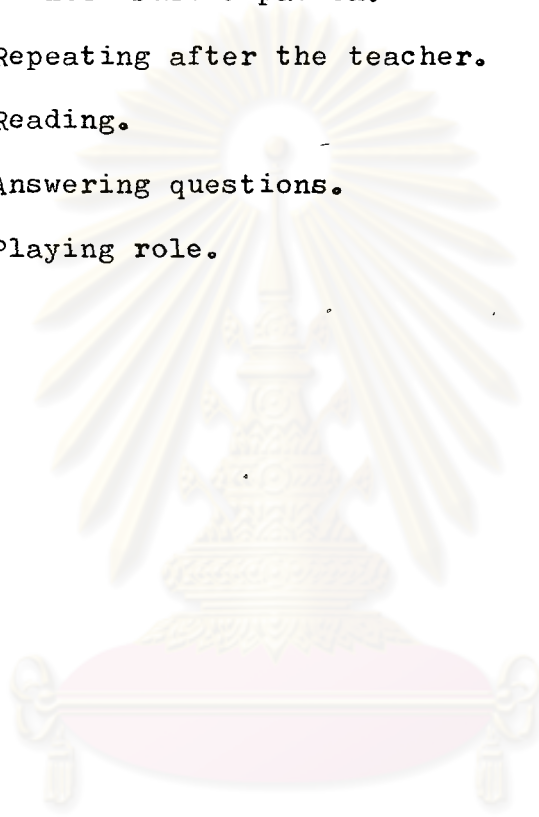 Repeating after the teacher.
Reading.
Answering questions.
Playing role.